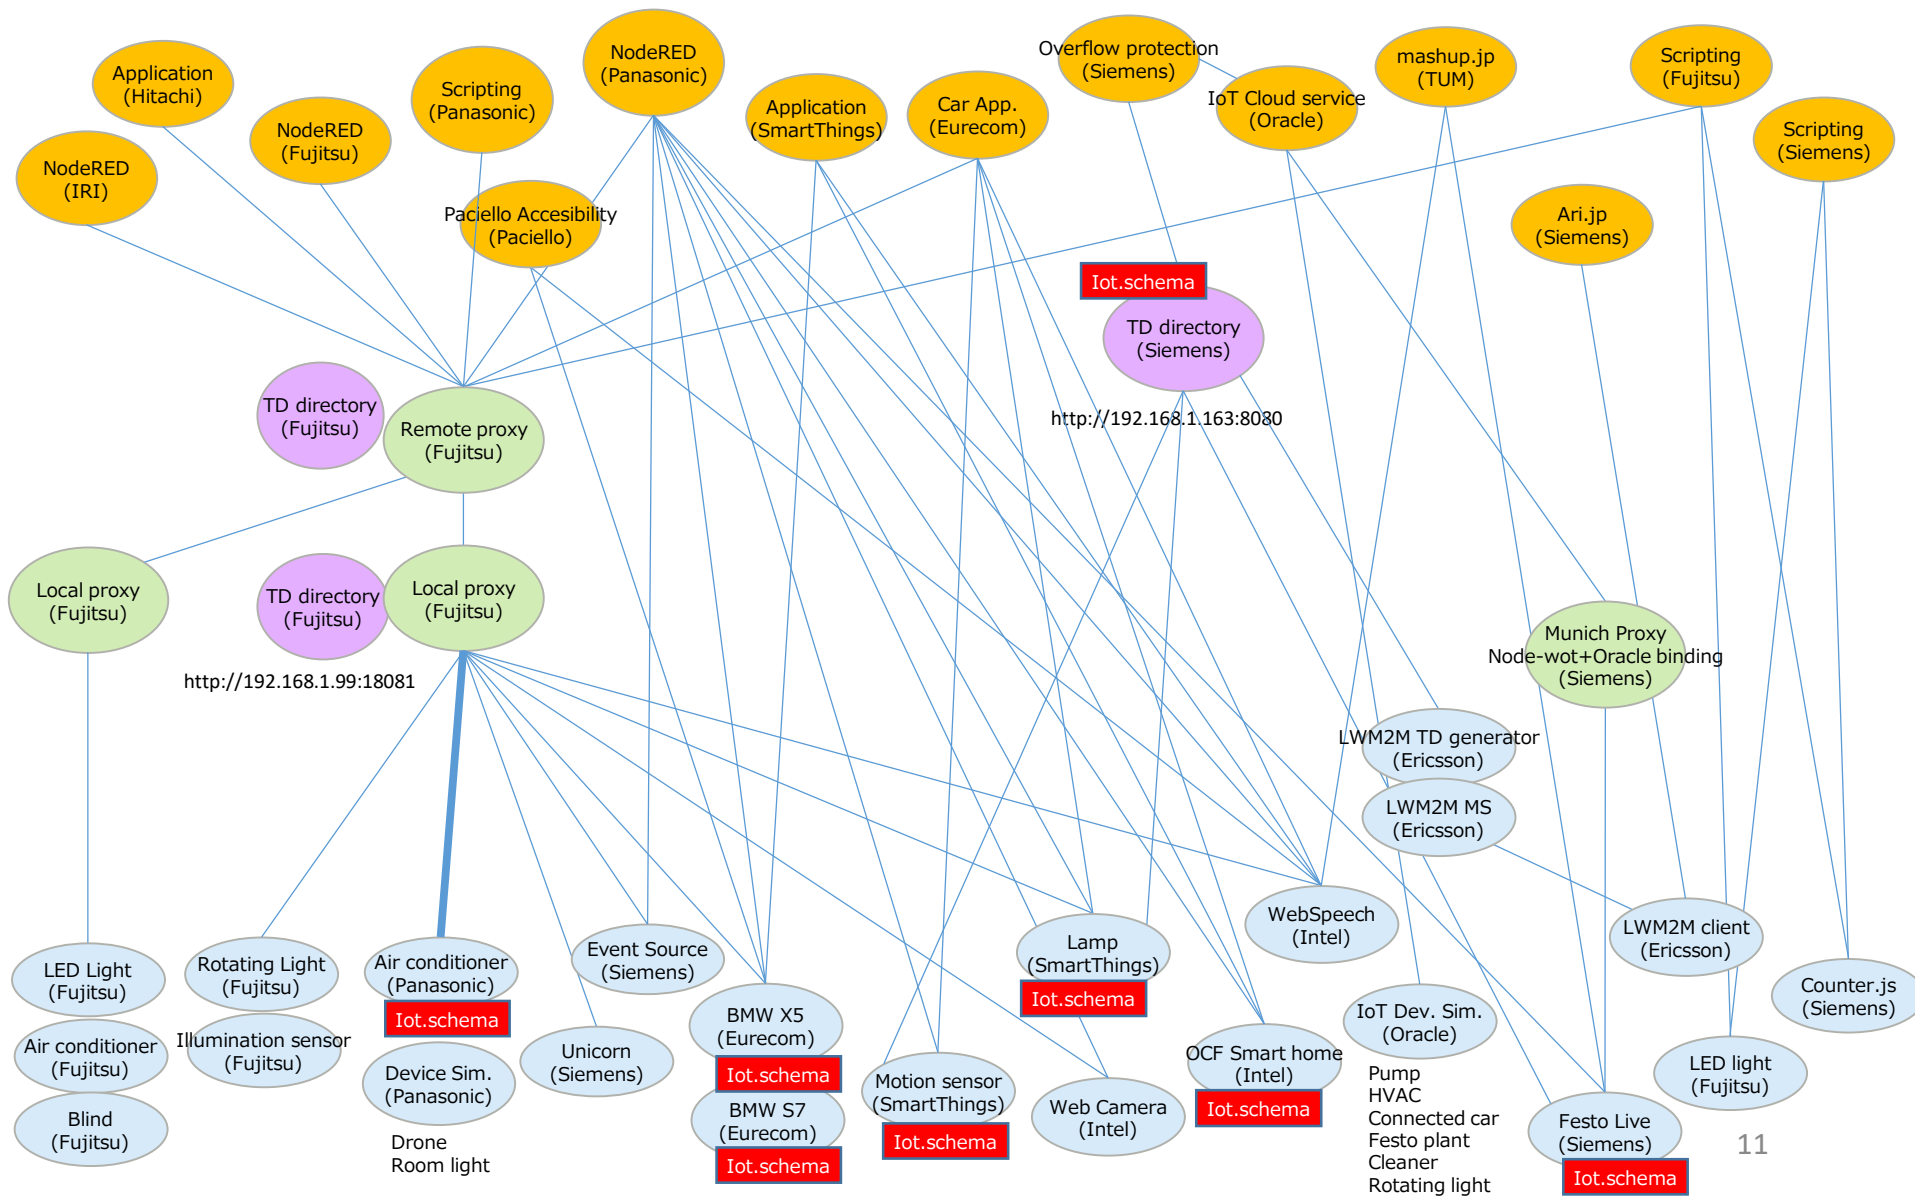 NodeRED
(Panasonic)
Overflow protection
(Siemens)
mashup.jp
(TUM)
Scripting
(Fujitsu)
Application
(Hitachi)
Scripting
(Panasonic)
Application
(SmartThings)
Car App.
(Eurecom)
IoT Cloud service
(Oracle)
NodeRED
(Fujitsu)
Scripting
(Siemens)
NodeRED
(IRI)
Paciello Accesibility
(Paciello)
Ari.jp
(Siemens)
Iot.schema
TD directory
(Siemens)
http://192.168.1.163:8080
TD directory
(Fujitsu)
Remote proxy
(Fujitsu)
Local proxy
(Fujitsu)
TD directory
(Fujitsu)
Local proxy
(Fujitsu)
http://192.168.1.99:18081
Munich Proxy
Node-wot+Oracle binding
(Siemens)
LWM2M TD generator
(Ericsson)
LWM2M MS
(Ericsson)
WebSpeech
(Intel)
LWM2M client
(Ericsson)
LED Light
(Fujitsu)
Rotating Light
(Fujitsu)
Air conditioner
(Panasonic)
Iot.schema
Event Source
(Siemens)
Lamp
(SmartThings)
Iot.schema
Counter.js
(Siemens)
BMW X5
(Eurecom)
Iot.schema
IoT Dev. Sim.
(Oracle)
Air conditioner
(Fujitsu)
Illumination sensor
(Fujitsu)
Device Sim.
(Panasonic)
Unicorn
(Siemens)
Motion sensor
(SmartThings)
Iot.schema
OCF Smart home
(Intel)
Iot.schema
LED light
(Fujitsu)
Blind
(Fujitsu)
BMW S7
(Eurecom)
Iot.schema
Web Camera
(Intel)
Festo Live
(Siemens)
Iot.schema
Drone
Room light
Pump
HVAC
Connected car
Festo plant
Cleaner
Rotating light
11